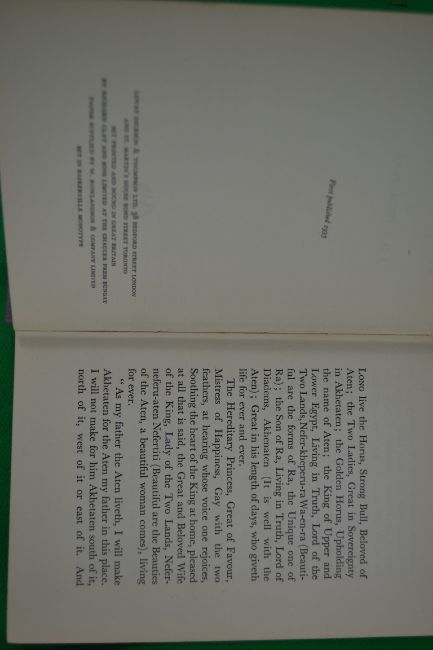 First published 1935
LOVAT DICKSON & THOMPSON LTD. 38 BEDFORD STREET LONDON
AND ST. MARTIN'S HOUSE BOND STREET TORONTO
SET PRINTED AND BOUND IN GREAT BRITAIN
BY RICHARD CLAY AND SONS LIMITED AT THE CHAUCER PRESS BUNGAY
PAPER SUPPLIED BY W. ROWLANDSON & COMPANY LIMITED
SET IN BASKERVILLE MONOTYPE
LONG live the Horus, Strong Bull, Beloved of
Aten; the Two Ladies, Great in Sovereignty
in Akhetaten; the Golden Horus, Upholding
the name of Aten; the King of Upper and
Lower Egypt, Living in Truth, Lord of the
Two Lands, Nefer-kheperu-ra Wa-en-ra (Beauti-
ful are the forms of Ra, the Unique one of
Ra); the Son of Ra, Living in Truth, Lord of
Diadems, Akhenaten (It is well with the
Aten); Great in his length of days, who giveth
life for ever and ever.
The Hereditary Princess, Great of Favour,
Mistress of Happiness, Gay with the two
feathers, at hearing whose voice one rejoices,
Soothing the heart of the King at home, pleased
at all that is said, the Great and Beloved Wife
of the King, Lady of the Two Lands, Nefer-
neferu-aten Nefertiti (Beautiful are the Beauties
of the Aten, a beautiful woman comes), living
for ever.
"As my father the Aten liveth, I will make
Akhetaten for the Aten my father in this place.
I will not make for him Akhetaten south of it,
north of it, west of it or east of it. And